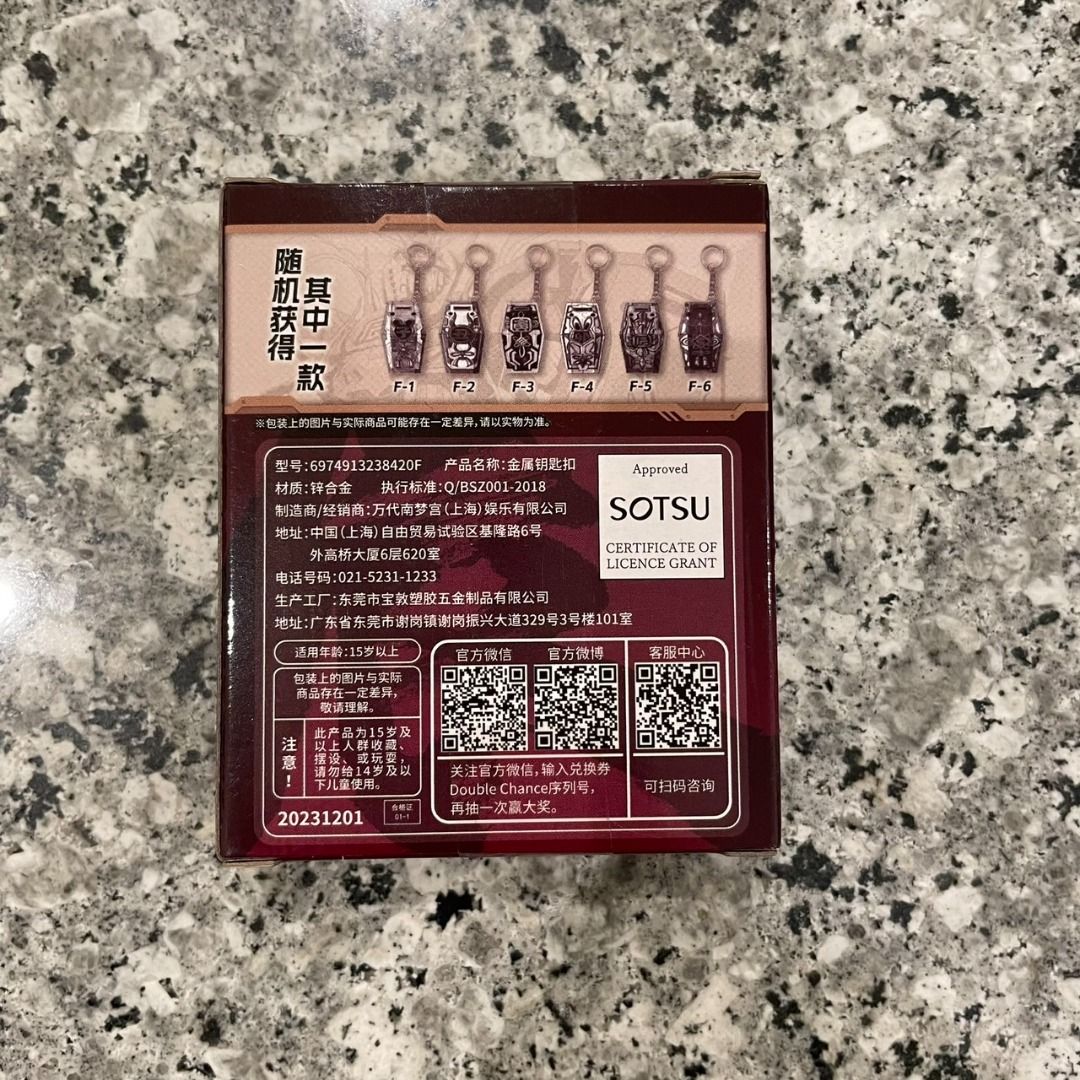 随机获得
其中一款
F-1 F-2 F-3 F-4 F-5 F-6
※包装上的图片与实际商品可能存在一定差异,请以实物为准。
型号:6974913238420F 产品名称:金属钥匙扣
材质:锌合金 执行标准:Q/BSZ001-2018
制造商/经销商:万代南梦宫(上海)娱乐有限公司
地址:中国(上海)自由贸易试验区基隆路6号
外高桥大厦6层620室
电话号码:021-5231-1233
生产工厂:东莞市宝敦塑胶五金制品有限公司
地址:广东省东莞市谢岗镇谢岗振兴大道329号3号楼101室
Approved
SOTSU
CERTIFICATE OF
LICENCE GRANT
适用年龄:15岁以上
包装上的图片与实际
商品存在一定差异,
敬请理解。
注意!
此产品为15岁及
以上人群收藏、
摆设、或玩耍,
请勿给14岁及以
下儿童使用。
20231201
合格证
01-1
官方微信 官方微博 客服中心
关注官方微信,输入兑换券
Double Chance序列号,
再抽一次赢大奖。
可扫码咨询